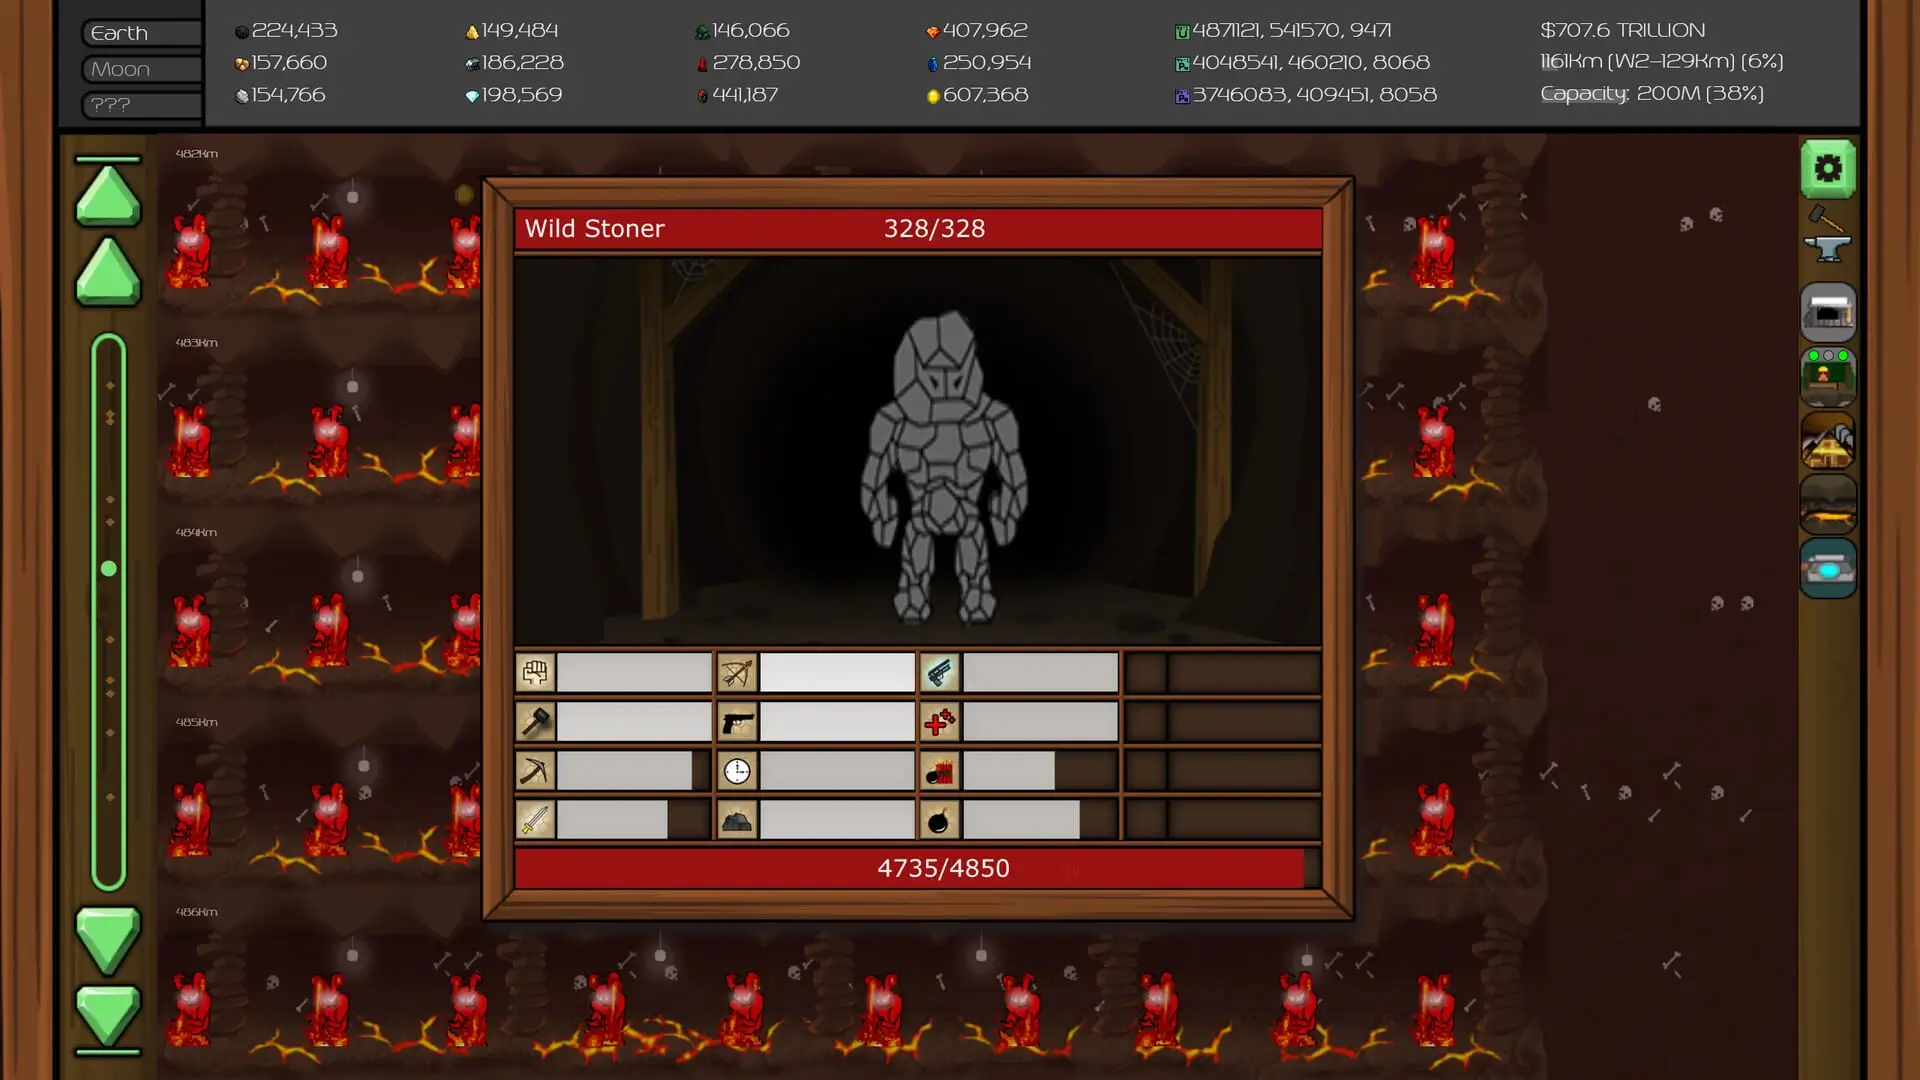 Earth
Moon
???
224,433
157,660
154,766
149,484
186,228
198,569
146,066
278,850
441,187
407,962
250,954
607,368
4871121, 541570, 9471
4048541, 460210, 8068
3746083, 409451, 8058
$707.6 TRILLION
1161Km (W2-129Km) (6%)
Capacity: 200M (38%)
482Km
483Km
484Km
485Km
486Km
Wild Stoner 328/328
4735/4850